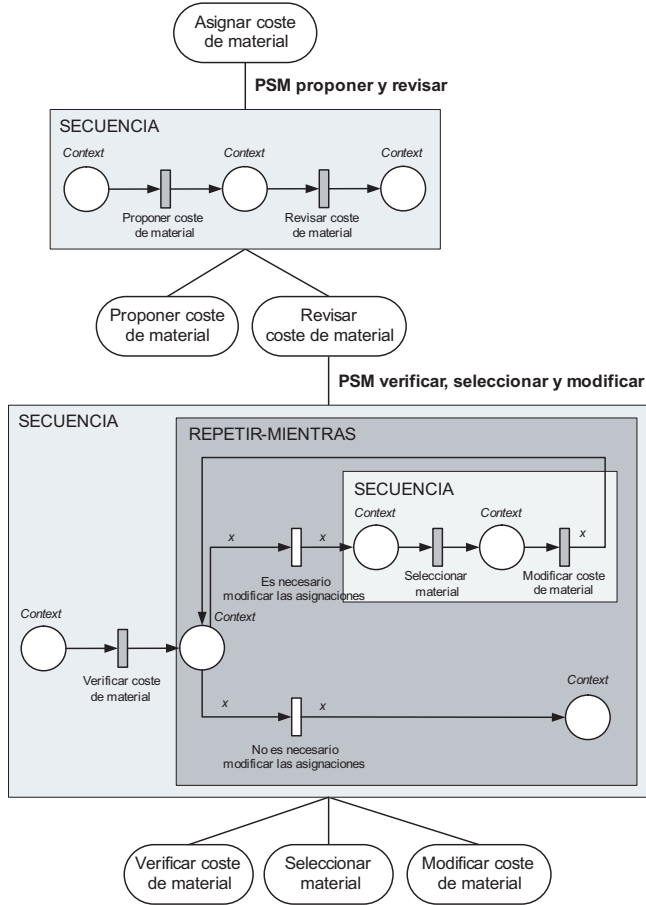 Asignar coste
de material
PSM proponer y revisar
SECUENCIA
Context
Context
Context
Proponer coste
de material
Revisar coste
de material
Proponer coste
de material
Revisar
coste de material
PSM verificar, seleccionar y modificar
SECUENCIA
REPETIR-MIENTRAS
SECUENCIA
Context
Context
x
x
x
Seleccionar
material
Modificar coste
de material
Es necesario
modificar las asignaciones
Context
Context
Verificar coste
de material
Context
x
x
No es necesario
modificar las asignaciones
Verificar coste
de material
Seleccionar
material
Modificar coste
de material